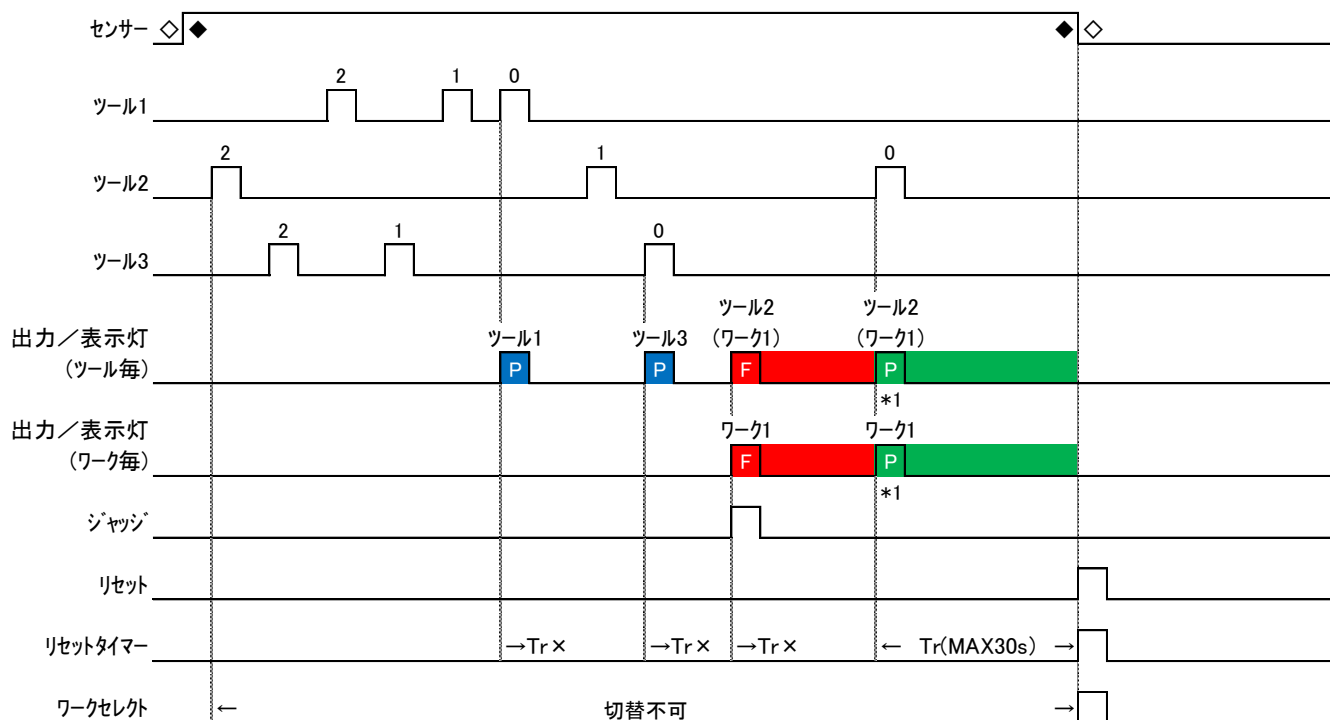 センサー ◇ ◆ ◆ ◇
2 1 0
ツール1
2 1 0
ツール2
2 1 0
ツール3
ツール2 ツール2
出力／表示灯 ツール1 ツール3 (ワーク1) (ワーク1)
(ツール毎) P P F P
*1
出力／表示灯 ワーク1 ワーク1
(ワーク毎) F P
*1
ジャッジ
リセット
リセットタイマー →Tr× →Tr× →Tr× ← Tr(MAX30s) →
ワークセレクト ← 切替不可 →